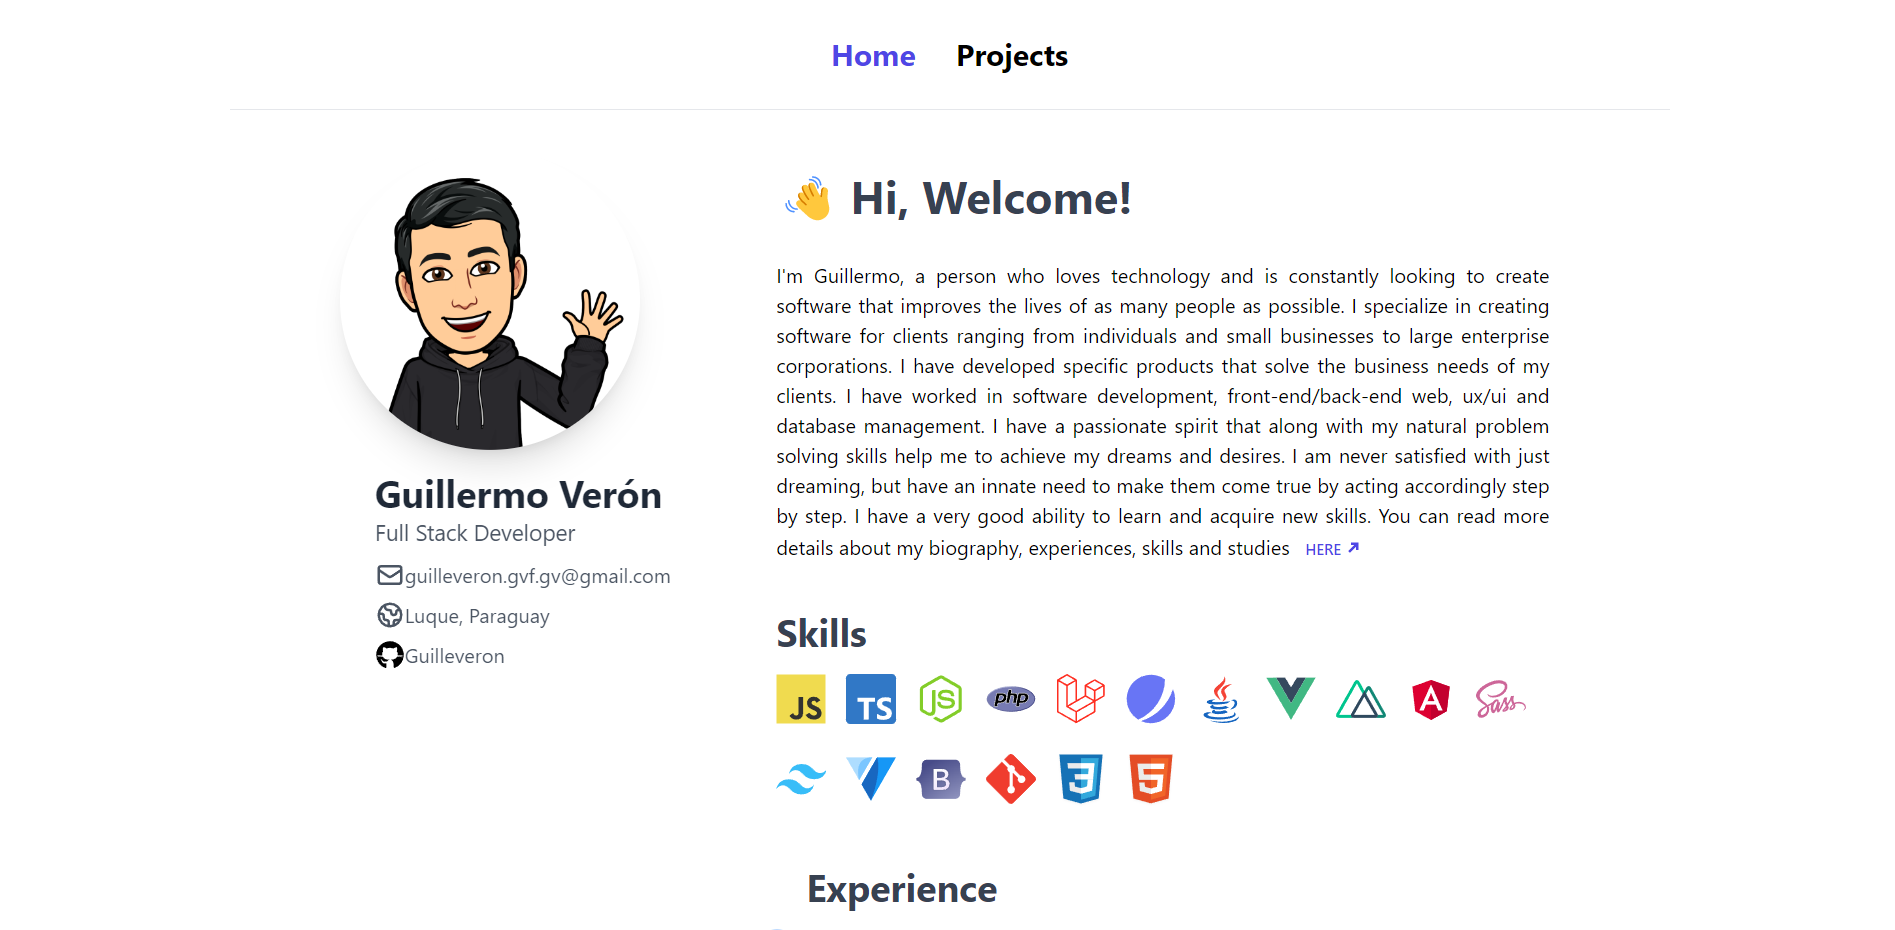 Home Projects
Hi, Welcome!
I'm Guillermo, a person who loves technology and is constantly looking to create
software that improves the lives of as many people as possible. I specialize in creating
software for clients ranging from individuals and small businesses to large enterprise
corporations. I have developed specific products that solve the business needs of my
clients. I have worked in software development, front-end/back-end web, ux/ui and
database management. I have a passionate spirit that along with my natural problem
solving skills help me to achieve my dreams and desires. I am never satisfied with just
dreaming, but have an innate need to make them come true by acting accordingly step
by step. I have a very good ability to learn and acquire new skills. You can read more
details about my biography, experiences, skills and studies HERE
Guillermo Verón
Full Stack Developer
guilleveron.gvf.gv@gmail.com
Luque, Paraguay
Guilleveron
Skills
JS TS JS php A Sass
B 3 5
Experience